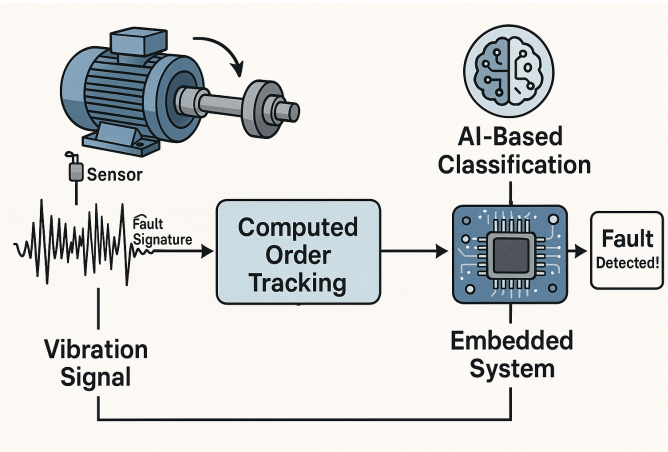 AI-Based
Classification
Sensor
Fault
Signature
Computed
Order
Tracking
Fault
Detected!
Vibration
Signal
Embedded
System